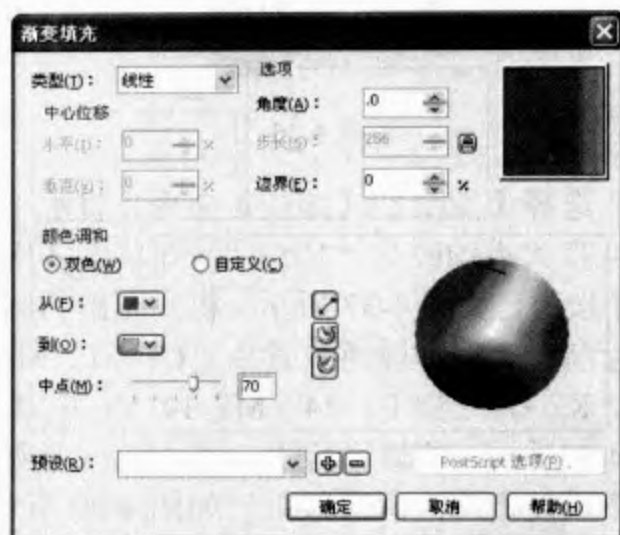 渐变填充
类型(T)： 线性
选项
中心位移
角度(A)： .0
水平(I)： 0 %
步长(S)： 256
垂直(V)： 0 %
边界(E)： 0 %
颜色调和
双色(W) 自定义(C)
从(F)：
到(O)：
中点(M)： 70
预设(R)：
PostScript 选项(P).
确定 取消 帮助(H)